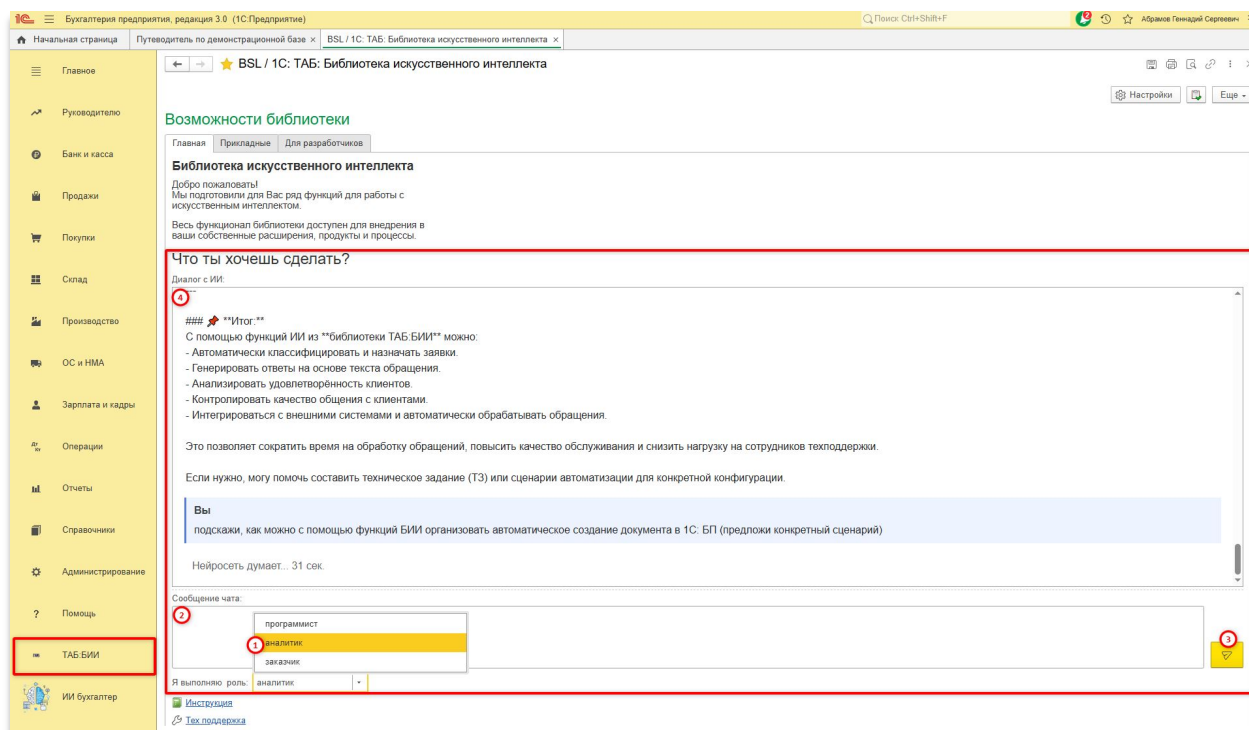 1С Бухгалтерия предприятия, редакция 3.0 (1С:Предприятие)
Поиск Ctrl+Shift+F
2
Абрамов Геннадий Сергеевич
Начальная страница
Путеводитель по демонстрационной базе ×
BSL / 1С: ТАБ: Библиотека искусственного интеллекта ×
Главное
Руководителю
Банк и касса
Продажи
Покупки
Склад
Производство
ОС и НМА
Зарплата и кадры
Операции
Отчеты
Справочники
Администрирование
? Помощь
ТАБ:БИИ
ИИ бухгалтер
BSL / 1С: ТАБ: Библиотека искусственного интеллекта
Настройки
Еще
Возможности библиотеки
Главная Прикладные Для разработчиков
Библиотека искусственного интеллекта
Добро пожаловать!
Мы подготовили для Вас ряд функций для работы с
искусственным интеллектом.
Весь функционал библиотеки доступен для внедрения в
ваши собственные расширения, продукты и процессы.
Что ты хочешь сделать?
Диалог с ИИ:
4
### 📌 **Итог:**
С помощью функций ИИ из **библиотеки ТАБ:БИИ** можно:
- Автоматически классифицировать и назначать заявки.
- Генерировать ответы на основе текста обращения.
- Анализировать удовлетворённость клиентов.
- Контролировать качество общения с клиентами.
- Интегрироваться с внешними системами и автоматически обрабатывать обращения.
Это позволяет сократить время на обработку обращений, повысить качество обслуживания и снизить нагрузку на сотрудников техподдержки.
Если нужно, могу помочь составить техническое задание (ТЗ) или сценарии автоматизации для конкретной конфигурации.
Вы
подскажи, как можно с помощью функций БИИ организовать автоматическое создание документа в 1С: БП (предложи конкретный сценарий)
Нейросеть думает... 31 сек.
Сообщение чата:
2
программист
1 аналитик
заказчик
3
Я выполняю роль: аналитик
Инструкция
Тех поддержка